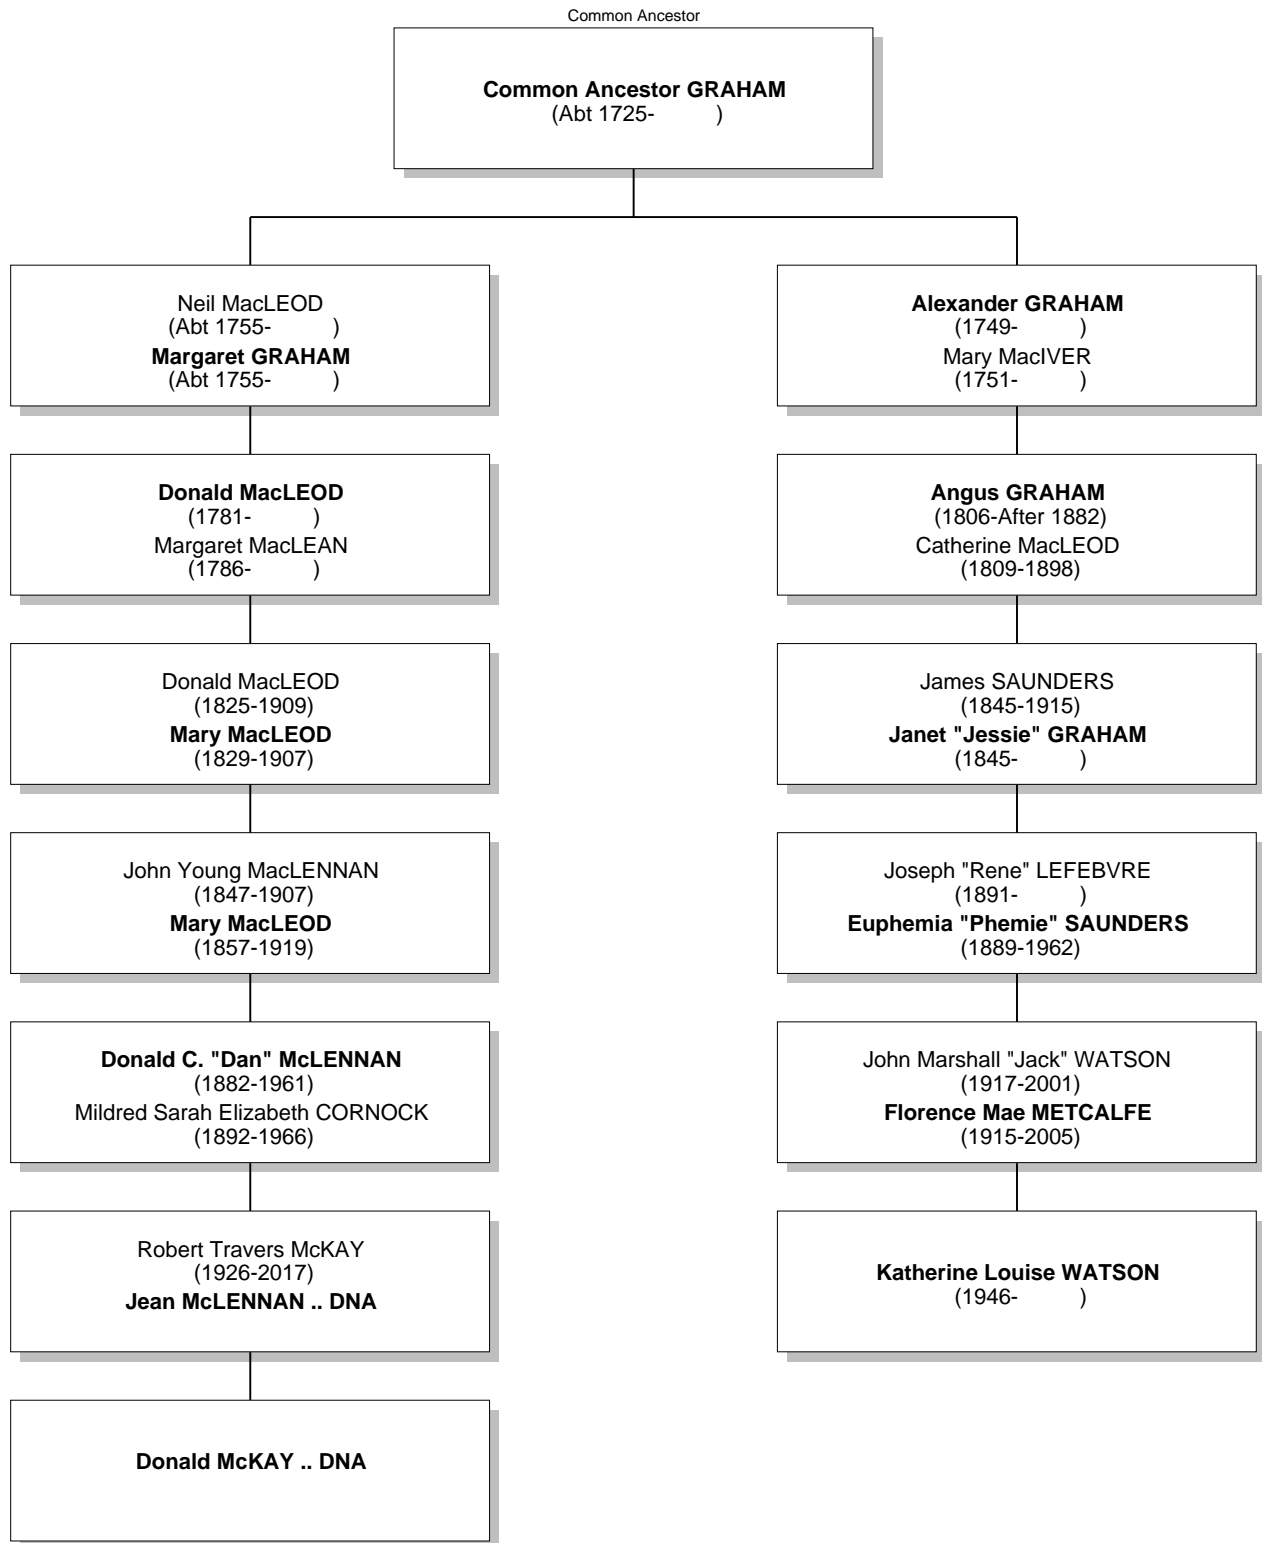 Common Ancestor
Common Ancestor GRAHAM
(Abt 1725- )
Neil MacLEOD
(Abt 1755- )
Margaret GRAHAM
(Abt 1755- )
Alexander GRAHAM
(1749- )
Mary MacIVER
(1751- )
Donald MacLEOD
(1781- )
Margaret MacLEAN
(1786- )
Angus GRAHAM
(1806-After 1882)
Catherine MacLEOD
(1809-1898)
Donald MacLEOD
(1825-1909)
Mary MacLEOD
(1829-1907)
James SAUNDERS
(1845-1915)
Janet "Jessie" GRAHAM
(1845- )
John Young MacLENNAN
(1847-1907)
Mary MacLEOD
(1857-1919)
Joseph "Rene" LEFEBVRE
(1891- )
Euphemia "Phemie" SAUNDERS
(1889-1962)
Donald C. "Dan" McLENNAN
(1882-1961)
Mildred Sarah Elizabeth CORNOCK
(1892-1966)
John Marshall "Jack" WATSON
(1917-2001)
Florence Mae METCALFE
(1915-2005)
Robert Travers McKAY
(1926-2017)
Jean McLENNAN .. DNA
Katherine Louise WATSON
(1946- )
Donald McKAY .. DNA